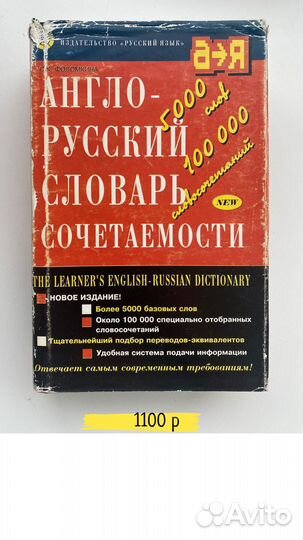 ИЗДАТЕЛЬСТВО «РУССКИЙ ЯЗЫК»
а→я
ФОЛОМКИНА
АНГЛО-
РУССКИЙ
СЛОВАРЬ
СОЧЕТАЕМОСТИ
5000 слов
100 000
словосочетаний
NEW
THE LEARNER'S ENGLISH-RUSSIAN DICTIONARY
НОВОЕ ИЗДАНИЕ!
Более 5000 базовых слов
Около 100 000 специально отобранных
словосочетаний
Тщательнейший подбор переводов-эквивалентов
Удобная система подачи информации
Отвечает самым современным требованиям!
1100 р
Avito